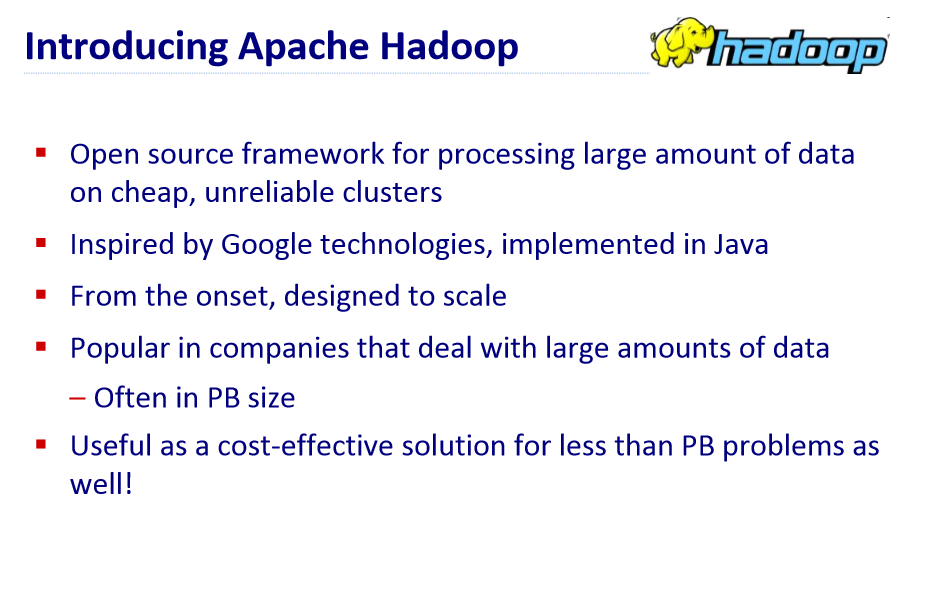 Introducing Apache Hadoop
hadoop
▪ Open source framework for processing large amount of data
on cheap, unreliable clusters
▪ Inspired by Google technologies, implemented in Java
▪ From the onset, designed to scale
▪ Popular in companies that deal with large amounts of data
– Often in PB size
▪ Useful as a cost-effective solution for less than PB problems as
well!